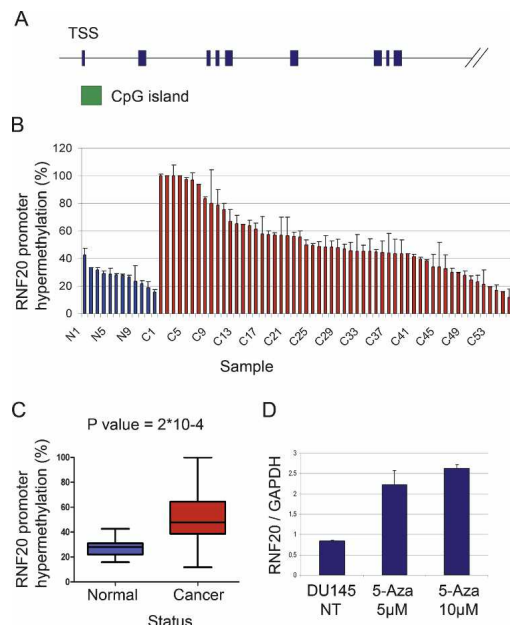 A
TSS
CpG island
B
RNF20 promoter
hypermethylation (%)
120
100
80
60
40
20
0
N1
N5
N9
C1
C5
C9
C13
C17
C21
C25
C29
C33
C37
C41
C45
C49
C53
Sample
C
P value = 2*10-4
RNF20 promoter
hypermethylation (%)
100
80
60
40
20
0
Normal
Cancer
Status
D
RNF20 / GAPDH
3
2.5
2
1.5
1
0.5
0
DU145
NT
5-Aza
5µM
5-Aza
10µM